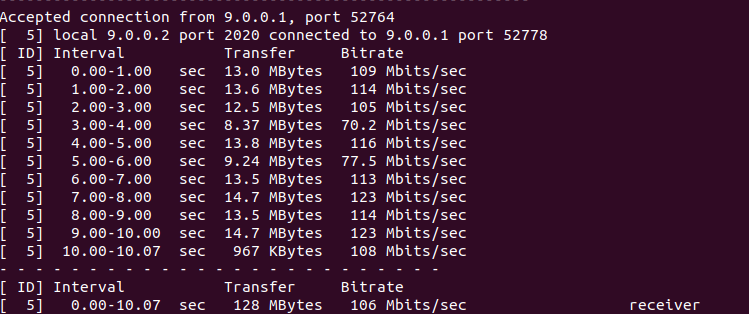 -----------------------------------------------------------
Accepted connection from 9.0.0.1, port 52764
[  5] local 9.0.0.2 port 2020 connected to 9.0.0.1 port 52778
[ ID] Interval           Transfer     Bitrate
[  5]   0.00-1.00   sec  13.0 MBytes   109 Mbits/sec
[  5]   1.00-2.00   sec  13.6 MBytes   114 Mbits/sec
[  5]   2.00-3.00   sec  12.5 MBytes   105 Mbits/sec
[  5]   3.00-4.00   sec  8.37 MBytes  70.2 Mbits/sec
[  5]   4.00-5.00   sec  13.8 MBytes   116 Mbits/sec
[  5]   5.00-6.00   sec  9.24 MBytes  77.5 Mbits/sec
[  5]   6.00-7.00   sec  13.5 MBytes   113 Mbits/sec
[  5]   7.00-8.00   sec  14.7 MBytes   123 Mbits/sec
[  5]   8.00-9.00   sec  13.5 MBytes   114 Mbits/sec
[  5]   9.00-10.00  sec  14.7 MBytes   123 Mbits/sec
[  5]  10.00-10.07  sec   967 KBytes   108 Mbits/sec
- - - - - - - - - - - - - - - - - - - - - - - - -
[ ID] Interval           Transfer     Bitrate
[  5]   0.00-10.07  sec   128 MBytes   106 Mbits/sec                  receiver